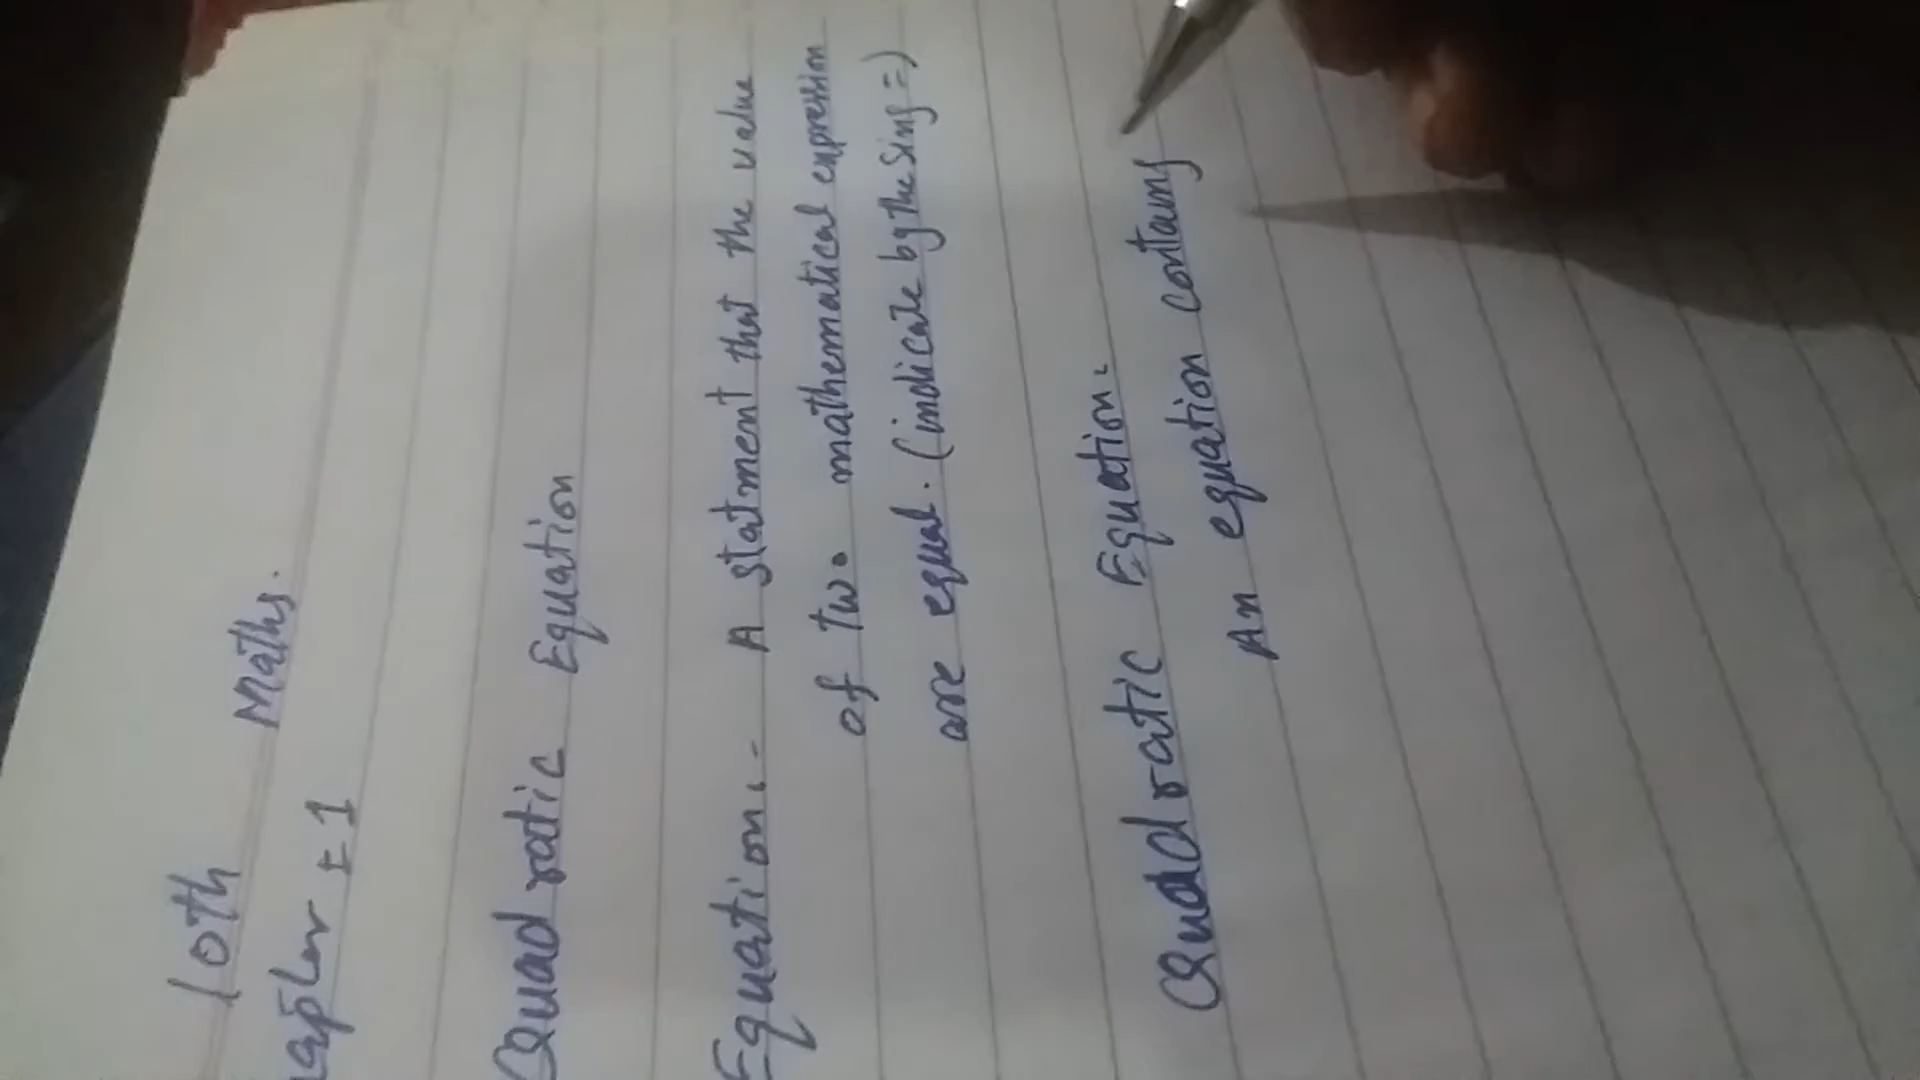 10th Maths.
apter ± 1
Quadratic Equation
Equation:- A statment that the value
of two mathematical expression
are equal. (indicate by the Sing =)
Quadratic Equation:
An equation contains